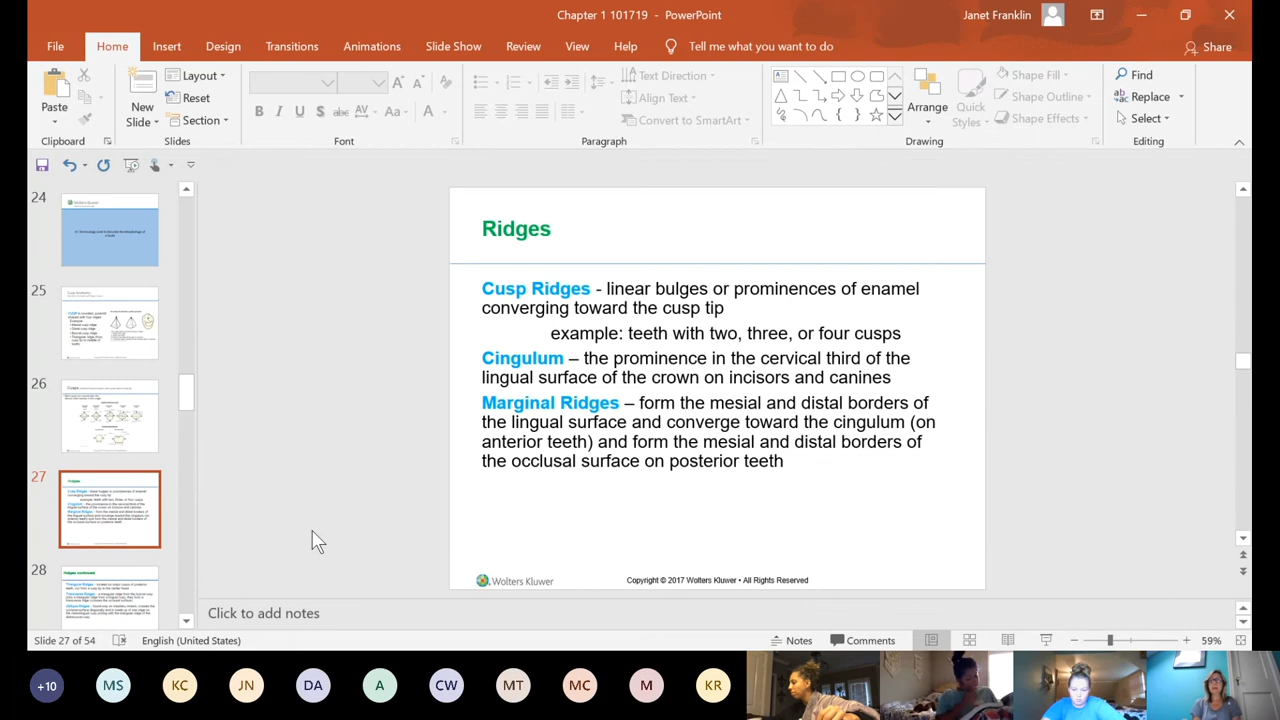 Chapter 1 101719 - PowerPoint
Janet Franklin
File Home Insert Design Transitions Animations Slide Show Review View Help Tell me what you want to do Share
Paste
Clipboard
New Slide
Layout
Reset
Section
Slides
B I U S abc AV Aa A
Font
Text Direction
Align Text
Convert to SmartArt
Paragraph
Arrange
Quick Styles
Shape Fill
Shape Outline
Shape Effects
Drawing
Find
Replace
Select
Editing
24
25
26
27
28
Ridges
Cusp Ridges - linear bulges or prominences of enamel
converging toward the cusp tip
example: teeth with two, three, or four cusps
Cingulum – the prominence in the cervical third of the
lingual surface of the crown on incisors and canines
Marginal Ridges – form the mesial and distal borders of
the lingual surface and converge toward the cingulum (on
anterior teeth) and form the mesial and distal borders of
the occlusal surface on posterior teeth
Wolters Kluwer
Copyright © 2017 Wolters Kluwer • All Rights Reserved
Click to add notes
Slide 27 of 54 English (United States) Notes Comments 59%
+10 MS KC JN DA A CW MT MC M KR